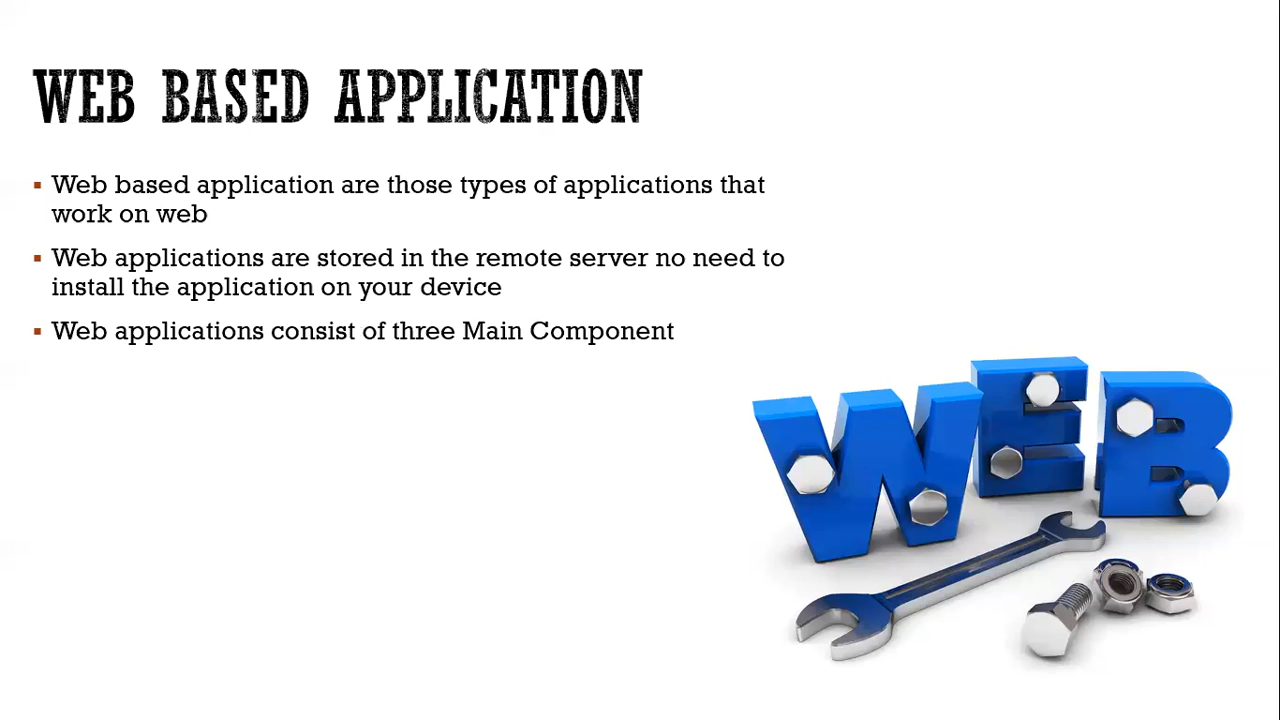 WEB BASED APPLICATION
▪ Web based application are those types of applications that
work on web
▪ Web applications are stored in the remote server no need to
install the application on your device
▪ Web applications consist of three Main Component
WEB